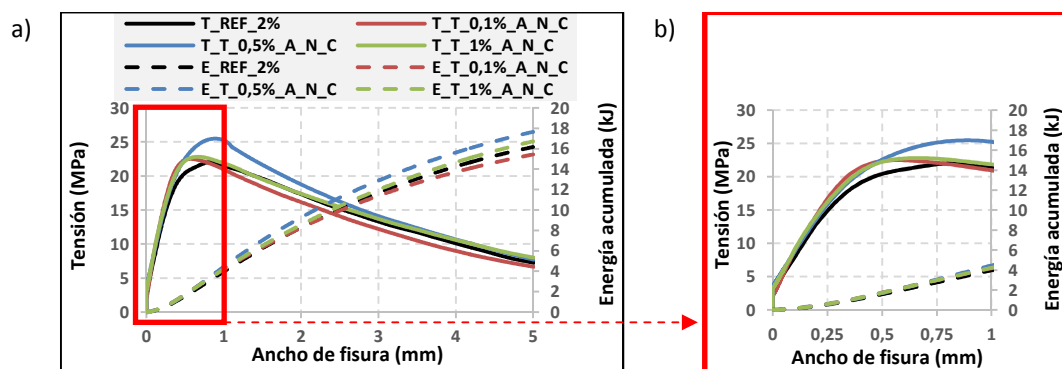 a)
T_REF_2% T_T_0,1%_A_N_C
T_T_0,5%_A_N_C T_T_1%_A_N_C
E_REF_2% E_T_0,1%_A_N_C
E_T_0,5%_A_N_C E_T_1%_A_N_C
30
25
20
15
10
5
0
Tensión (MPa)
20
18
16
14
12
10
8
6
4
2
0
Energía acumulada (kJ)
0 1 2 3 4 5
Ancho de fisura (mm)
b)
30
25
20
15
10
5
0
Tensión (MPa)
20
18
16
14
12
10
8
6
4
2
0
Energía acumulada (kJ)
0 0,25 0,5 0,75 1
Ancho de fisura (mm)